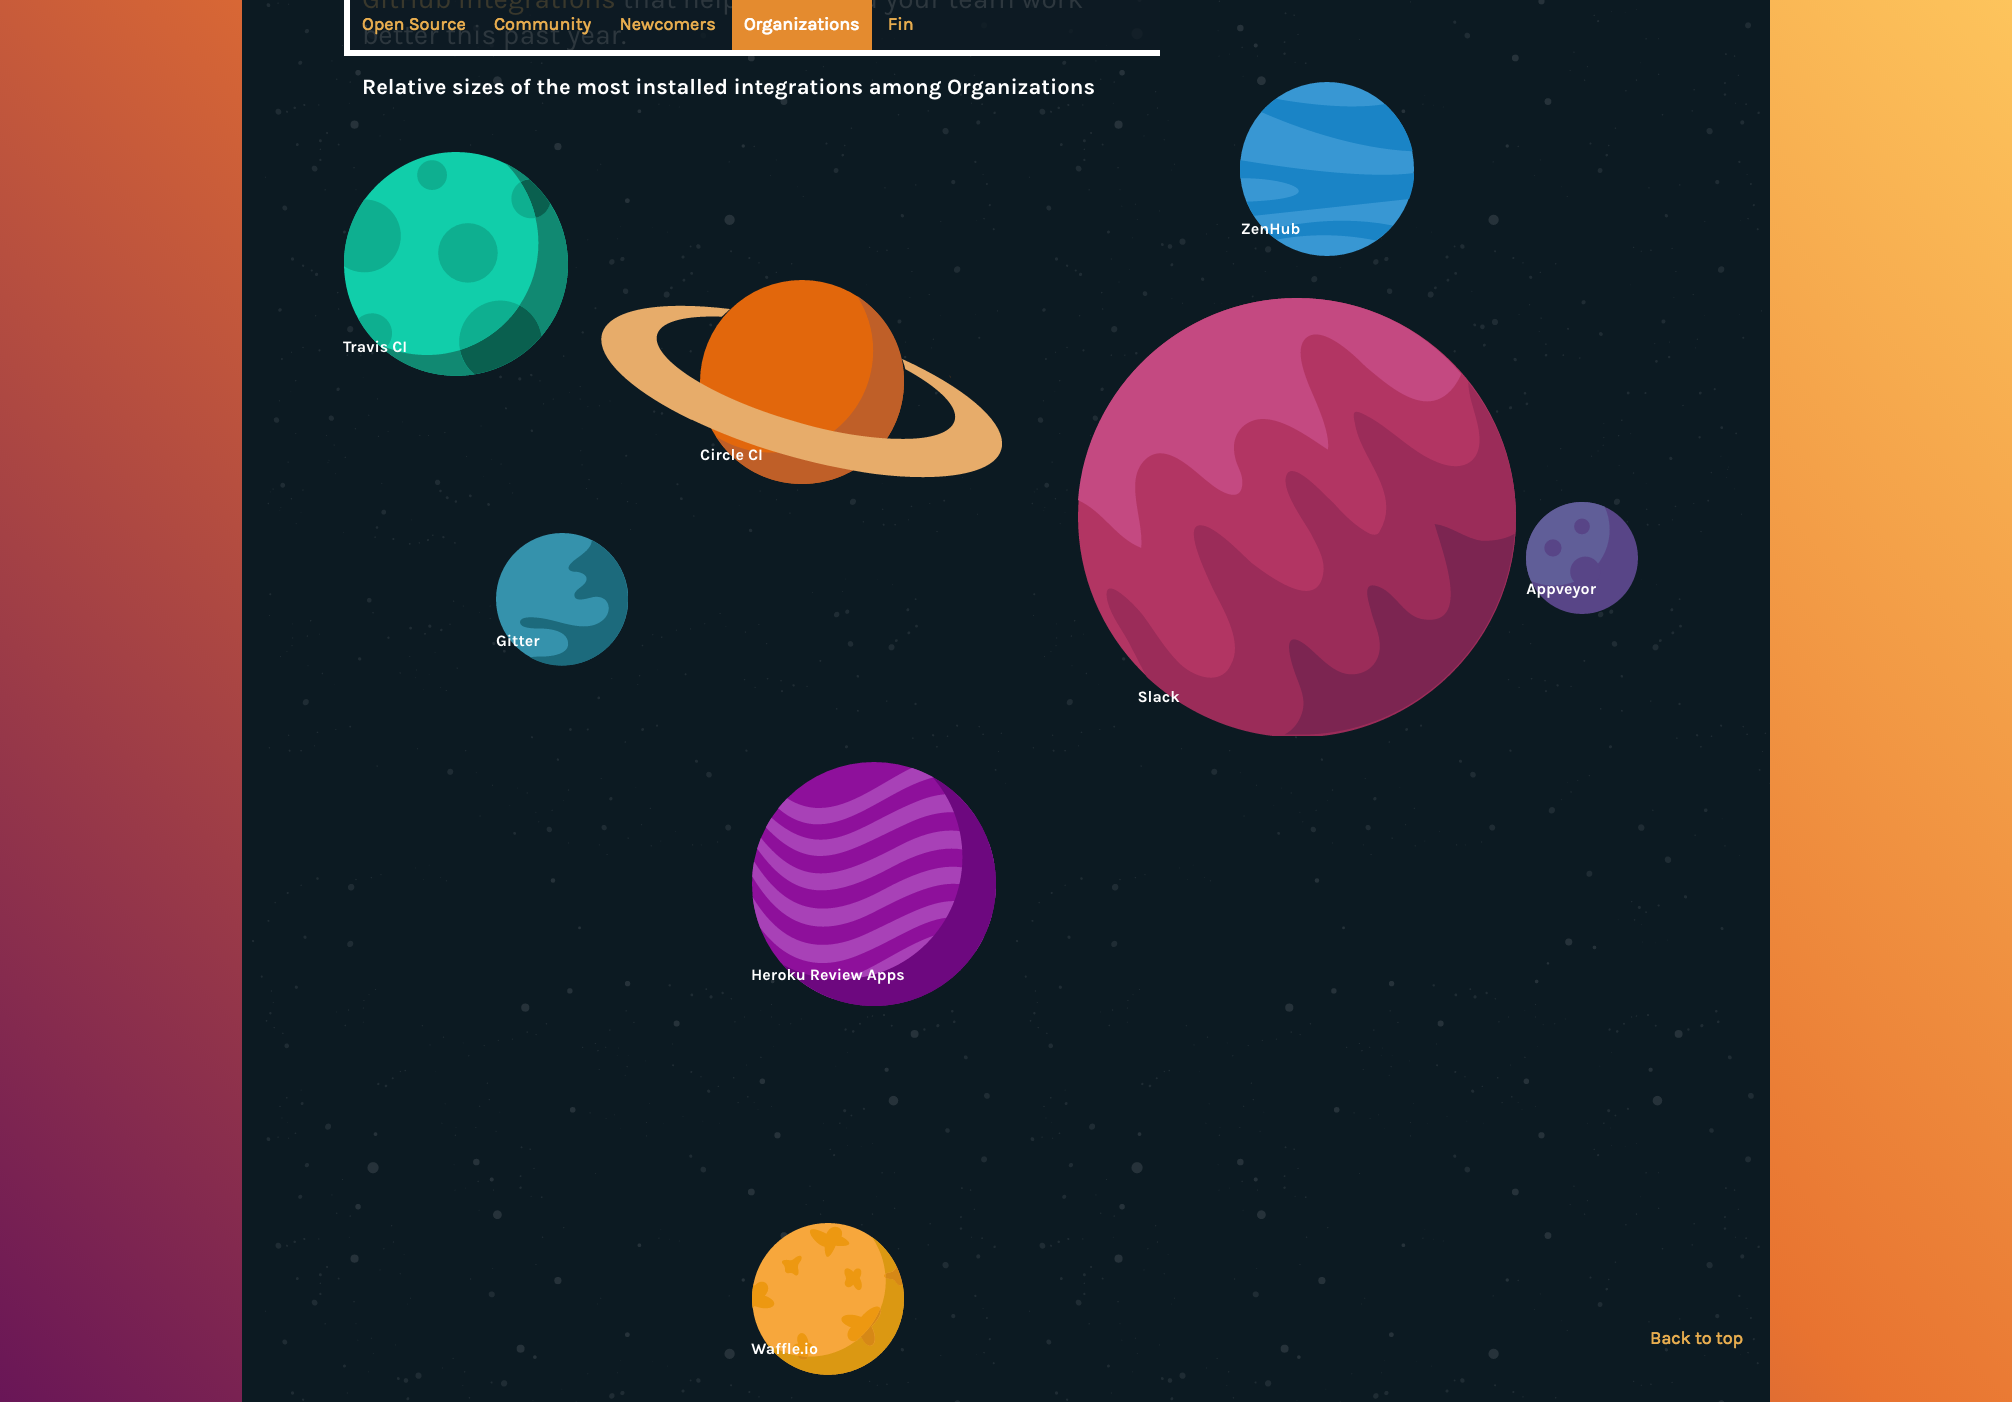 GitHub integrations that help your team work
Open Source Community Newcomers Organizations Fin
better this past year.
Relative sizes of the most installed integrations among Organizations
ZenHub
Travis CI
Circle CI
Appveyor
Gitter
Slack
Heroku Review Apps
Waffle.io
Back to top